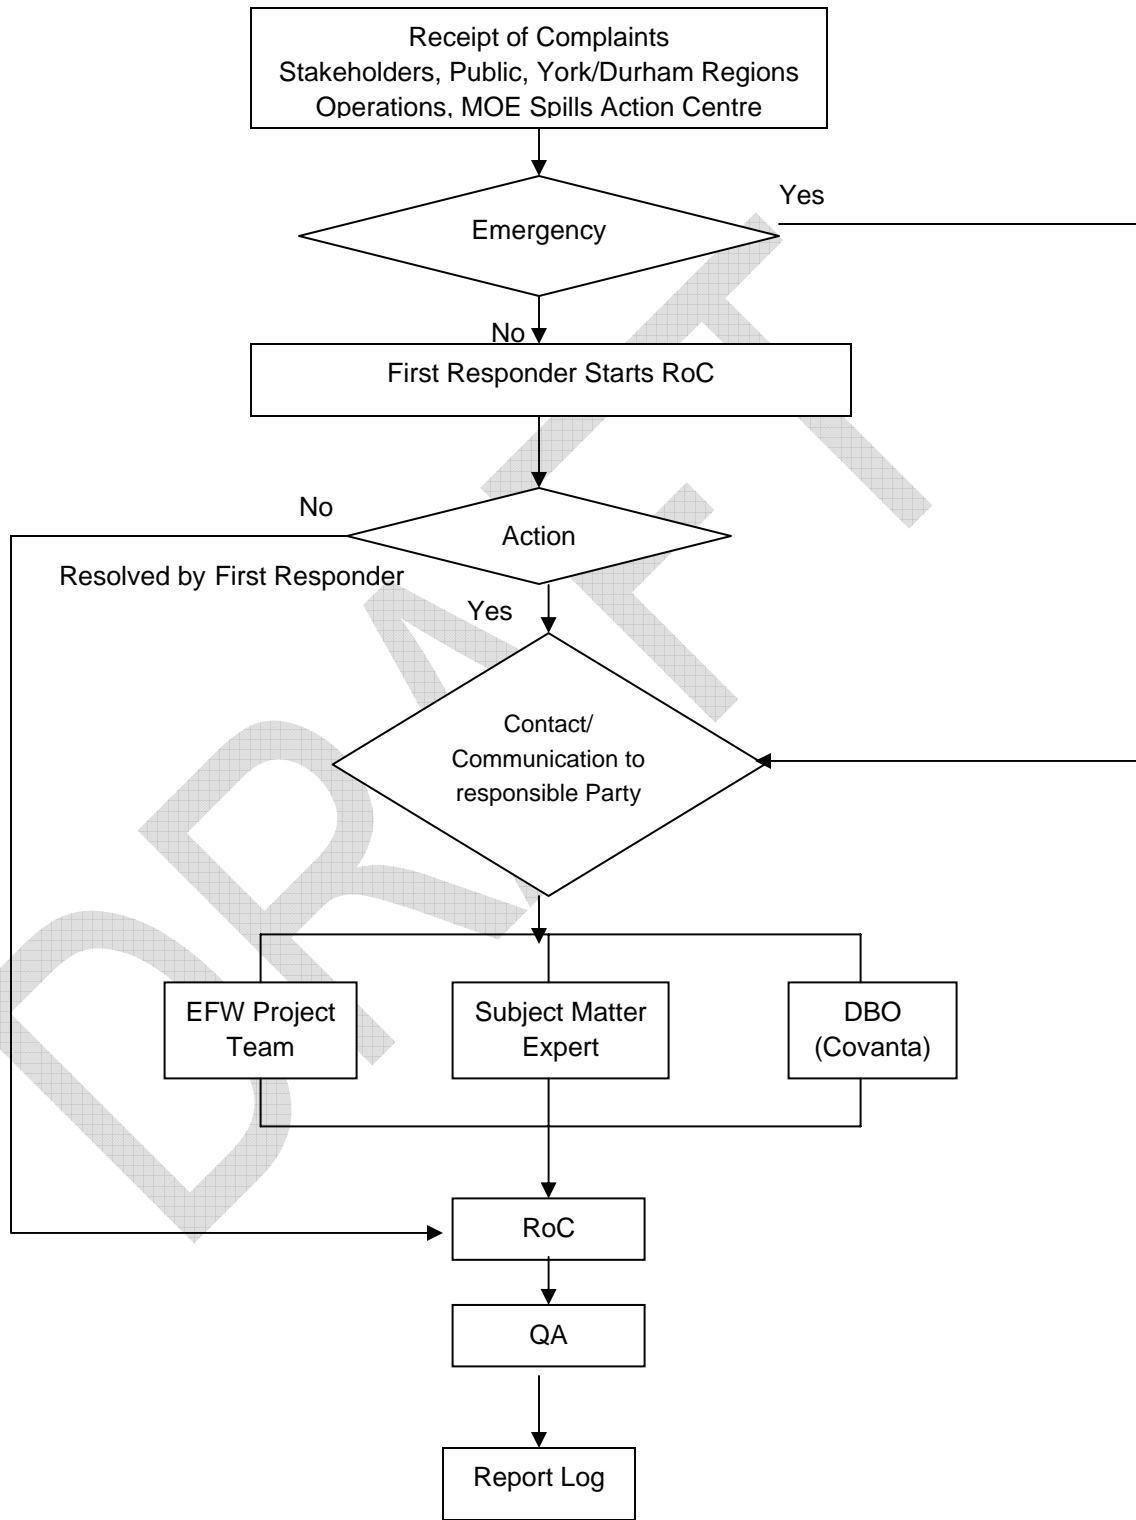 Receipt of Complaints
Stakeholders, Public, York/Durham Regions
Operations, MOE Spills Action Centre
Yes
Emergency
No
First Responder Starts RoC
No
Action
Resolved by First Responder
Yes
Contact/
Communication to
responsible Party
EFW Project
Team
Subject Matter
Expert
DBO
(Covanta)
RoC
QA
Report Log
DRAFT